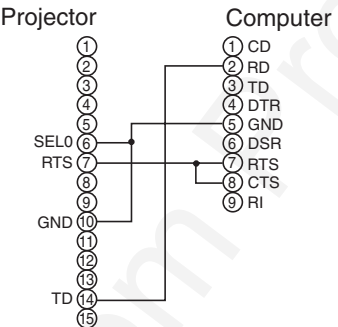 Projector
1
2
3
4
5
SEL0 6
RTS 7
8
9
GND 10
11
12
13
TD 14
15
Computer
1 CD
2 RD
3 TD
4 DTR
5 GND
6 DSR
7 RTS
8 CTS
9 RI